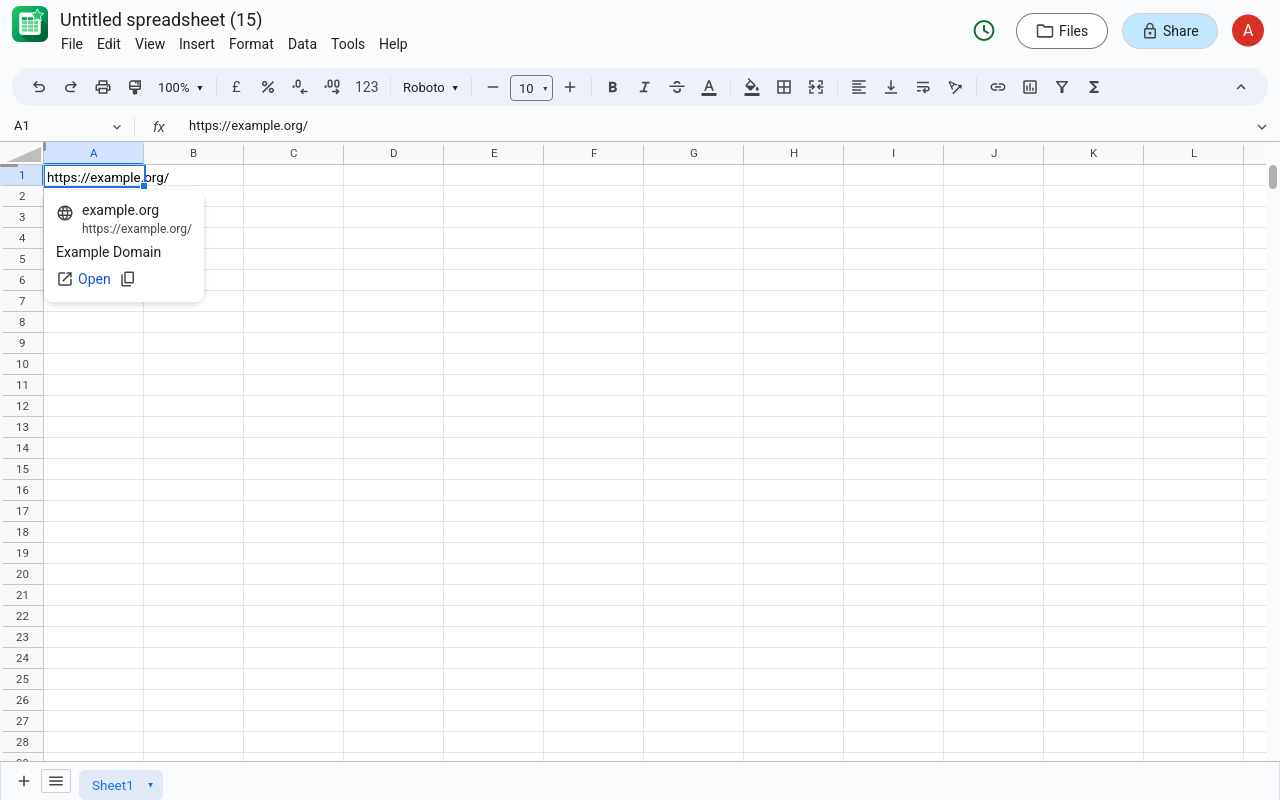 Untitled spreadsheet (15)
File Edit View Insert Format Data Tools Help
Files
Share
A
100%
£ % .0 .00 123
Roboto
10
B I S A
A1
fx
https://example.org/
A B C D E F G H I J K L
1 https://example.org/
2
3
4
5
6
7
8
9
10
11
12
13
14
15
16
17
18
19
20
21
22
23
24
25
26
27
28
example.org
https://example.org/
Example Domain
Open
Sheet1